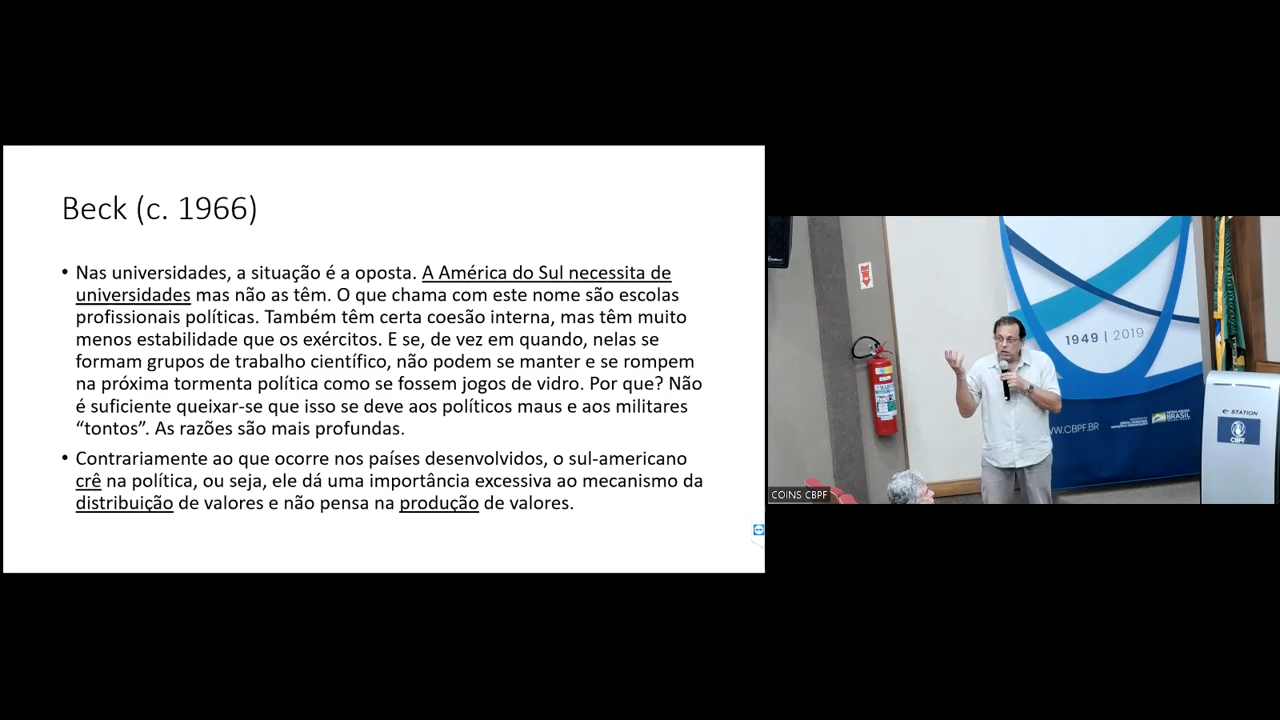 Beck (c. 1966)
• Nas universidades, a situação é a oposta. A América do Sul necessita de
universidades mas não as têm. O que chama com este nome são escolas
profissionais políticas. Também têm certa coesão interna, mas têm muito
menos estabilidade que os exércitos. E se, de vez em quando, nelas se
formam grupos de trabalho científico, não podem se manter e se rompem
na próxima tormenta política como se fossem jogos de vidro. Por que? Não
é suficiente queixar-se que isso se deve aos políticos maus e aos militares
“tontos”. As razões são mais profundas.
• Contrariamente ao que ocorre nos países desenvolvidos, o sul-americano
crê na política, ou seja, ele dá uma importância excessiva ao mecanismo da
distribuição de valores e não pensa na produção de valores.
1949 | 2019
WW.CBPF.BR
BRASIL
e-STATION
CBPF
COINS CBPF